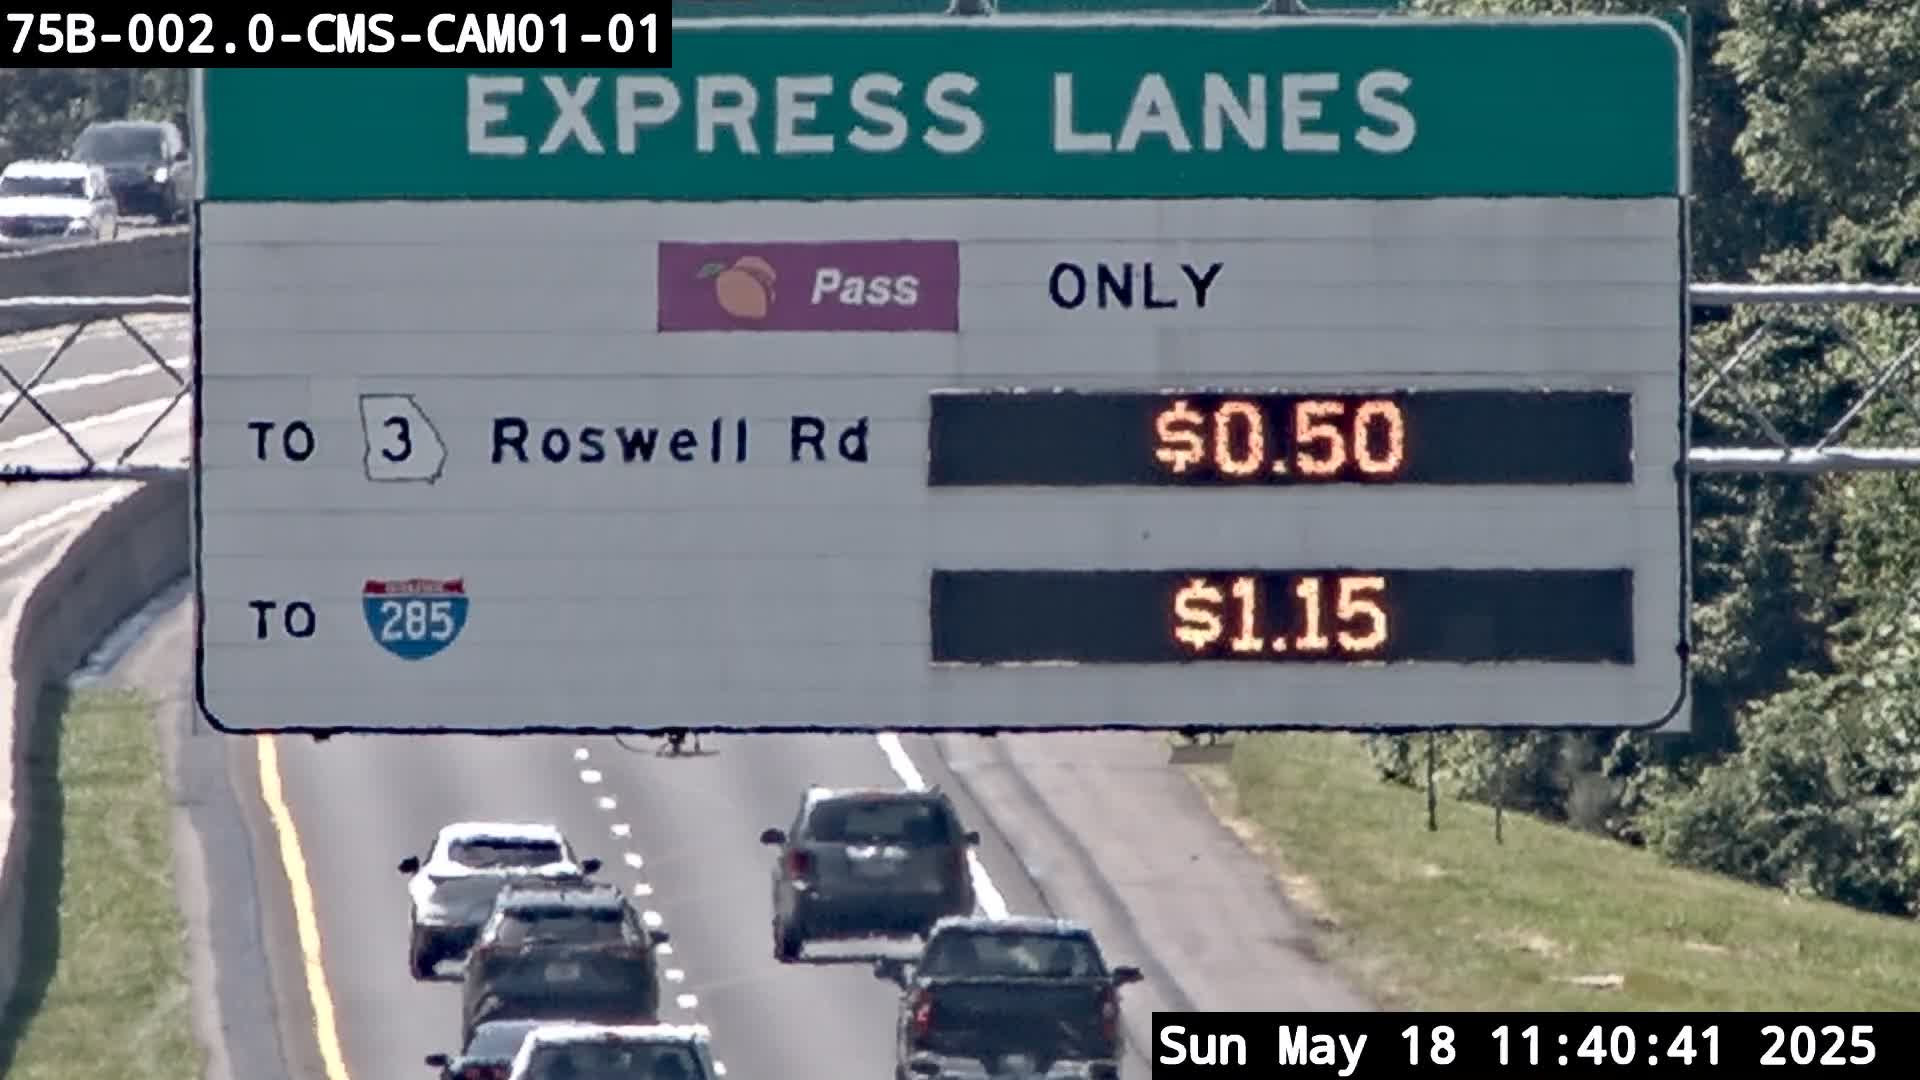 75B-002.0-CMS-CAM01-01
EXPRESS LANES
Pass ONLY
TO 3 Roswell Rd $0.50
TO 285 $1.15
Sun May 18 11:40:41 2025